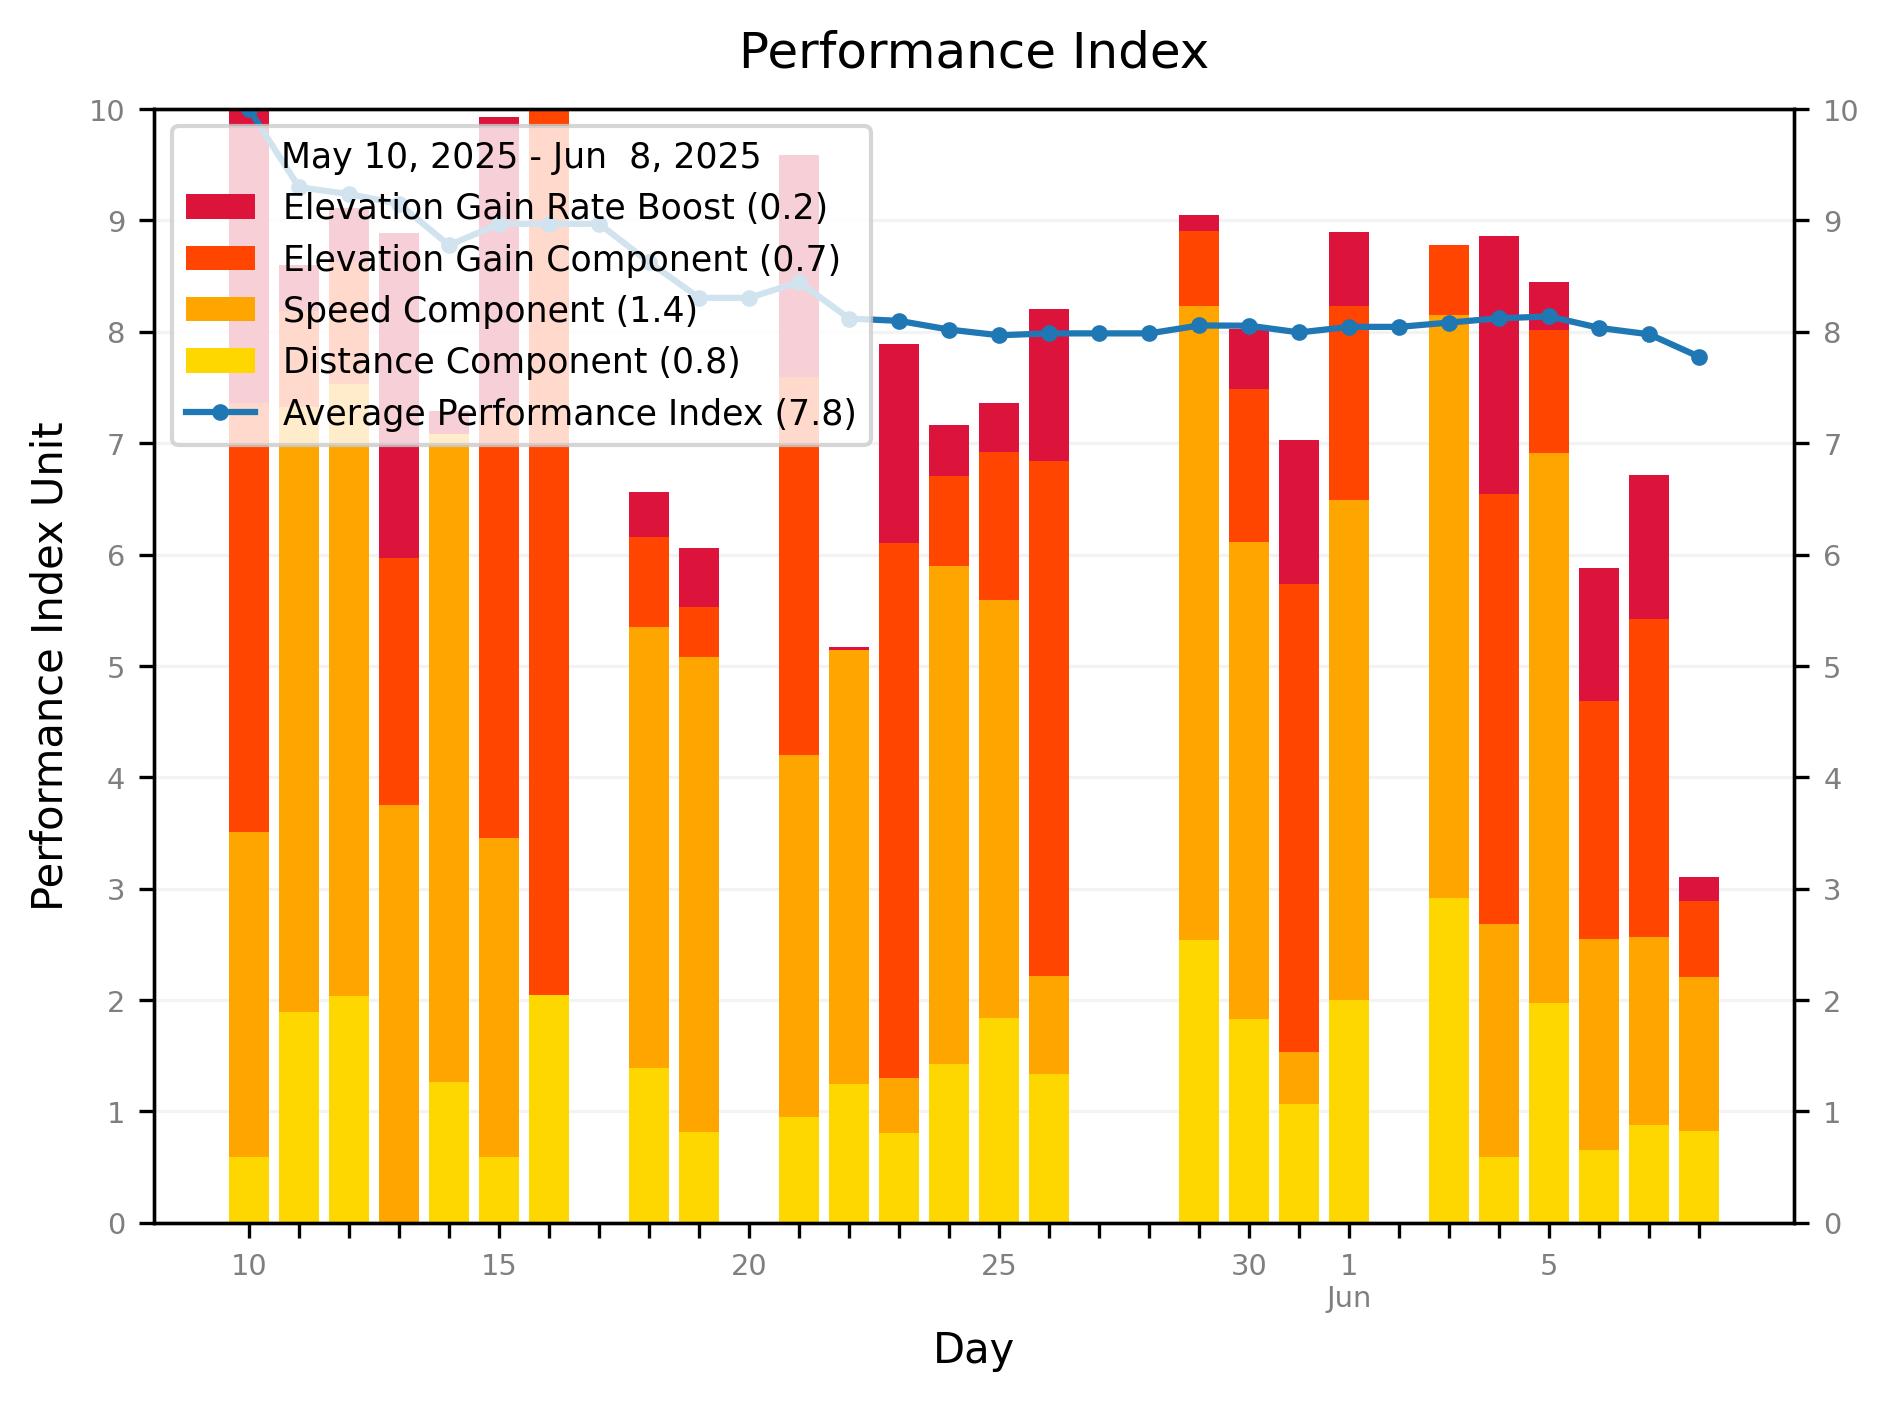 Performance Index
May 10, 2025 - Jun  8, 2025
Elevation Gain Rate Boost (0.2)
Elevation Gain Component (0.7)
Speed Component (1.4)
Distance Component (0.8)
Average Performance Index (7.8)
Performance Index Unit
10
9
8
7
6
5
4
3
2
1
0
10
9
8
7
6
5
4
3
2
1
0
10 15 20 25 30 1 5
Jun
Day